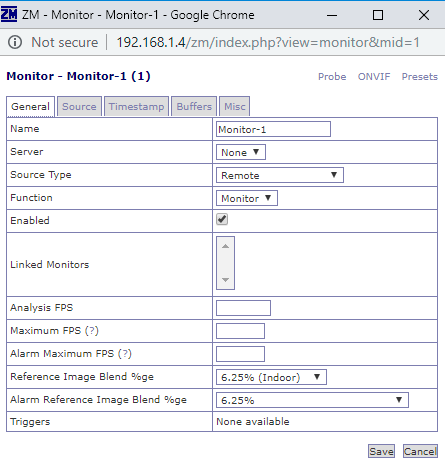 ZM ZM - Monitor - Monitor-1 - Google Chrome
Not secure | 192.168.1.4/zm/index.php?view=monitor&mid=1
Monitor - Monitor-1 (1) Probe ONVIF Presets
General Source Timestamp Buffers Misc
Name Monitor-1
Server None
Source Type Remote
Function Monitor
Enabled
Linked Monitors
Analysis FPS
Maximum FPS (?)
Alarm Maximum FPS (?)
Reference Image Blend %ge 6.25% (Indoor)
Alarm Reference Image Blend %ge 6.25%
Triggers None available
Save Cancel